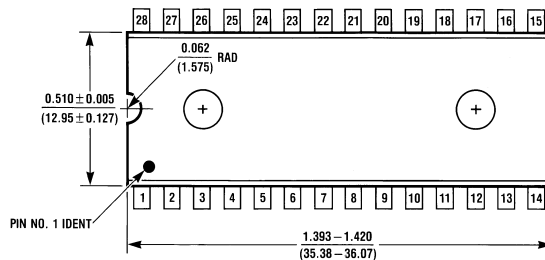 28 27 26 25 24 23 22 21 20 19 18 17 16 15
0.062
(1.575)
RAD
0.510 ± 0.005
(12.95 ± 0.127)
PIN NO. 1 IDENT
1 2 3 4 5 6 7 8 9 10 11 12 13 14
1.393 – 1.420
(35.38 – 36.07)